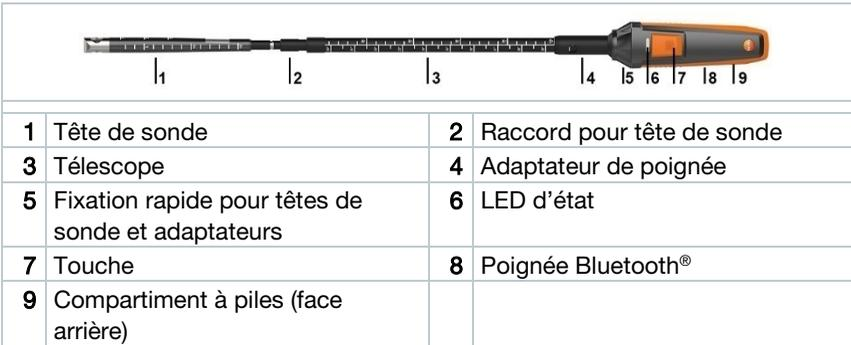 1 2 3 4 5 6 7 8 9
1 Tête de sonde 2 Raccord pour tête de sonde
3 Télescope 4 Adaptateur de poignée
5 Fixation rapide pour têtes de 6 LED d’état
sonde et adaptateurs
7 Touche 8 Poignée Bluetooth®
9 Compartiment à piles (face
arrière)